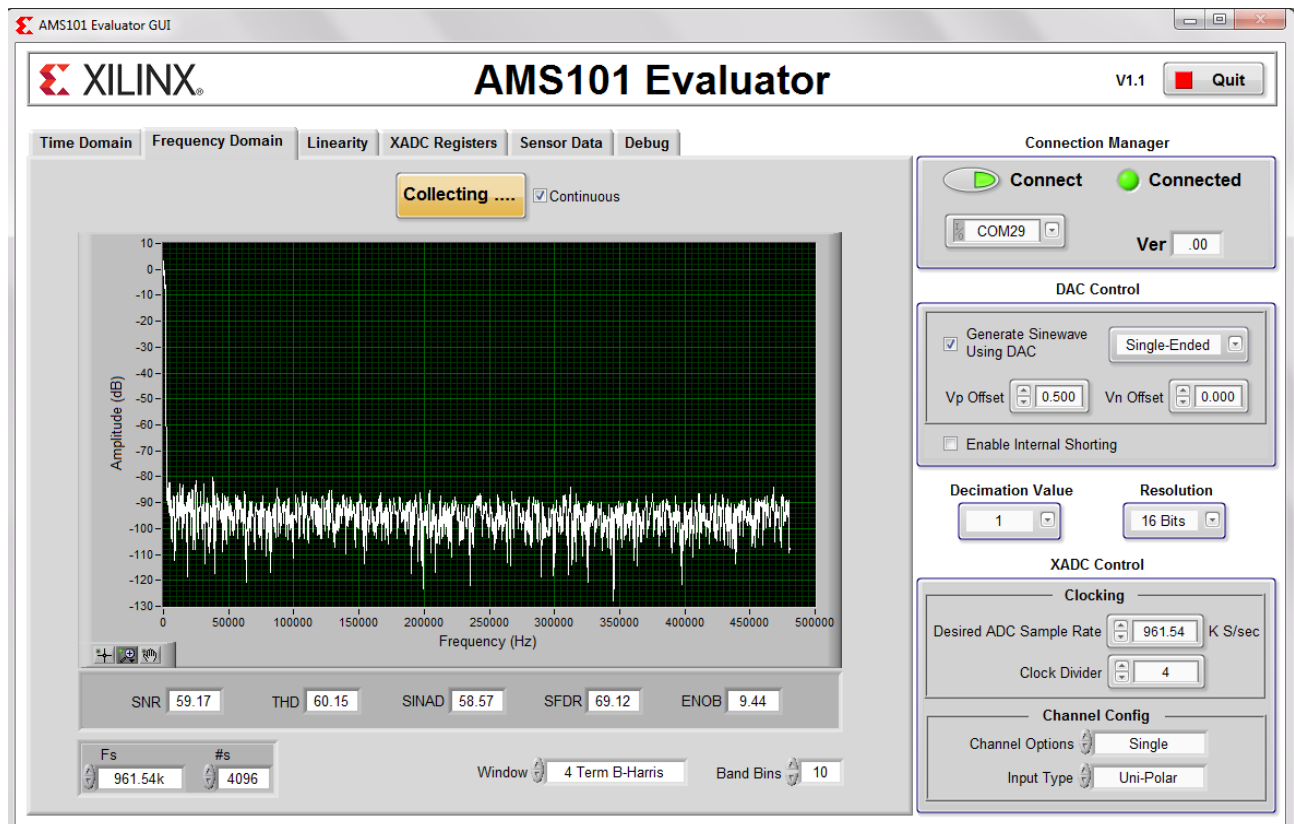 AMS101 Evaluator GUI
XILINX®
AMS101 Evaluator
V1.1
Quit
Time Domain
Frequency Domain
Linearity
XADC Registers
Sensor Data
Debug
Collecting ....
Continuous
Amplitude (dB)
10
0
-10
-20
-30
-40
-50
-60
-70
-80
-90
-100
-110
-120
-130
0
50000
100000
150000
200000
250000
300000
350000
400000
450000
500000
Frequency (Hz)
SNR 59.17
THD 60.15
SINAD 58.57
SFDR 69.12
ENOB 9.44
Fs
961.54k
#s
4096
Window 4 Term B-Harris
Band Bins 10
Connection Manager
Connect
Connected
I/O COM29
Ver .00
DAC Control
Generate Sinewave
Using DAC
Single-Ended
Vp Offset 0.500
Vn Offset 0.000
Enable Internal Shorting
Decimation Value
1
Resolution
16 Bits
XADC Control
Clocking
Desired ADC Sample Rate 961.54 K S/sec
Clock Divider 4
Channel Config
Channel Options Single
Input Type Uni-Polar